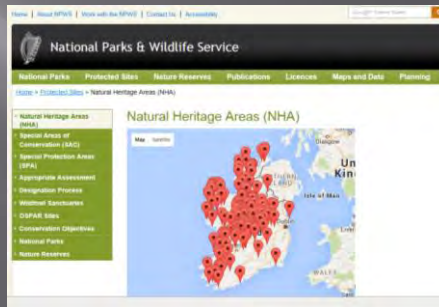 Home | About NPWS | Work with the NPWS | Contact Us | Accessibility
National Parks & Wildlife Service
National Parks Protected Sites Nature Reserves Publications Licences Maps and Data Planning
Home > Protected Sites > Natural Heritage Areas (NHA)
Natural Heritage Areas (NHA)
Special Areas of Conservation (SAC)
Special Protection Areas (SPA)
Appropriate Assessment
Designation Process
Wildfowl Sanctuaries
OSPAR Sites
Conservation Objectives
National Parks
Nature Reserves
Natural Heritage Areas (NHA)
Map Satellite
Glasgow
Un
Kin
Isle of Man
WALES